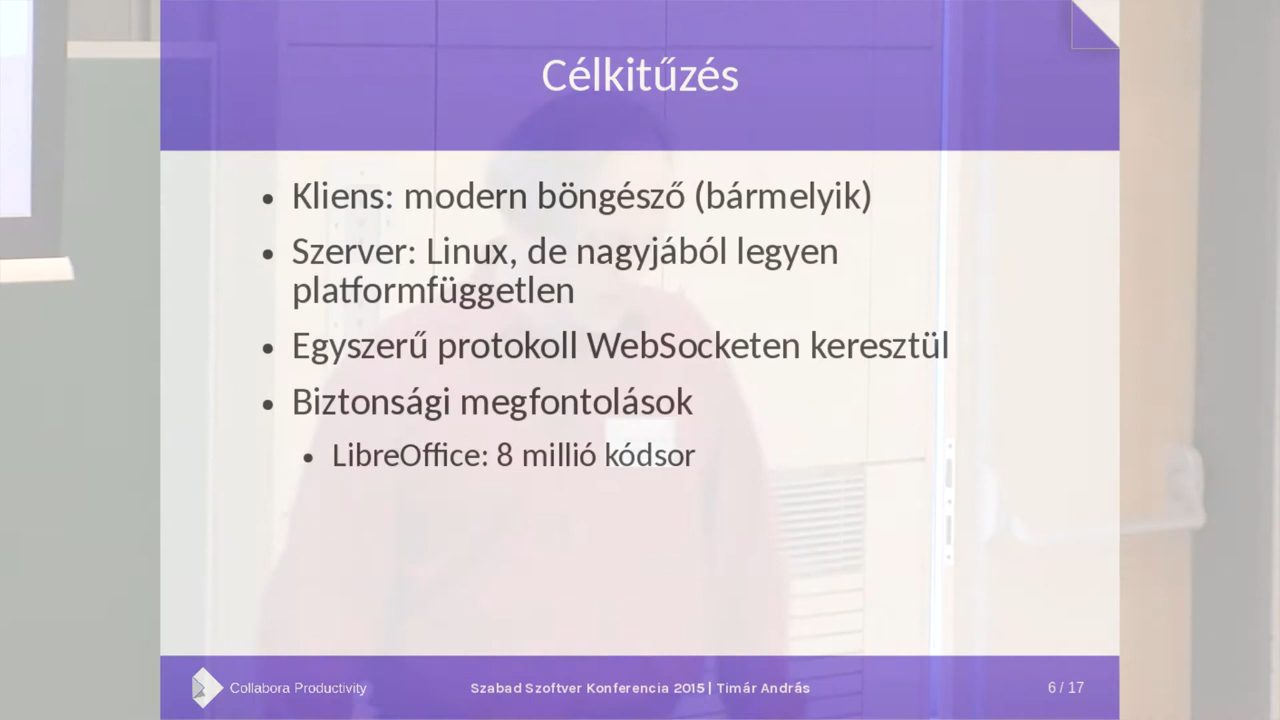 Célkitűzés
Kliens: modern böngésző (bármelyik)
Szerver: Linux, de nagyjából legyen
platformfüggetlen
Egyszerű protokoll WebSocketen keresztül
Biztonsági megfontolások
LibreOffice: 8 millió kódsor
Collabora Productivity
Szabad Szoftver Konferencia 2015 | Timár András
6 / 17